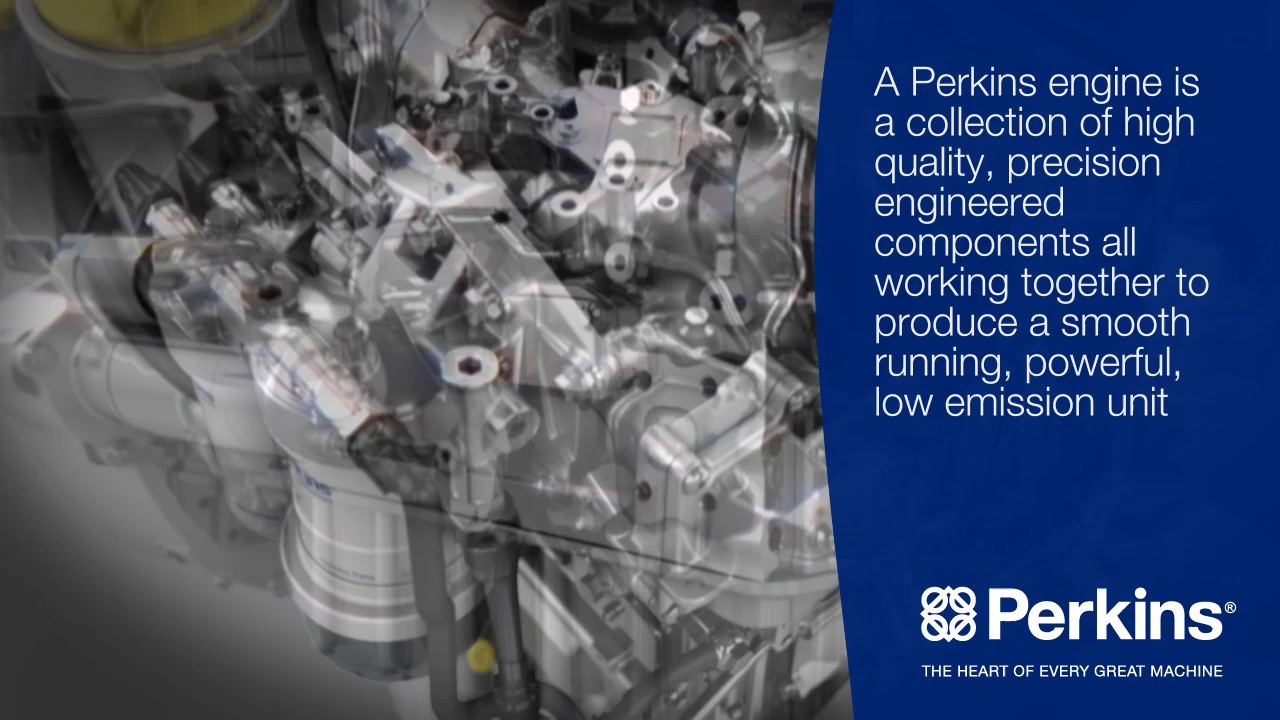 A Perkins engine is
a collection of high
quality, precision
engineered
components all
working together to
produce a smooth
running, powerful,
low emission unit
Perkins®
THE HEART OF EVERY GREAT MACHINE